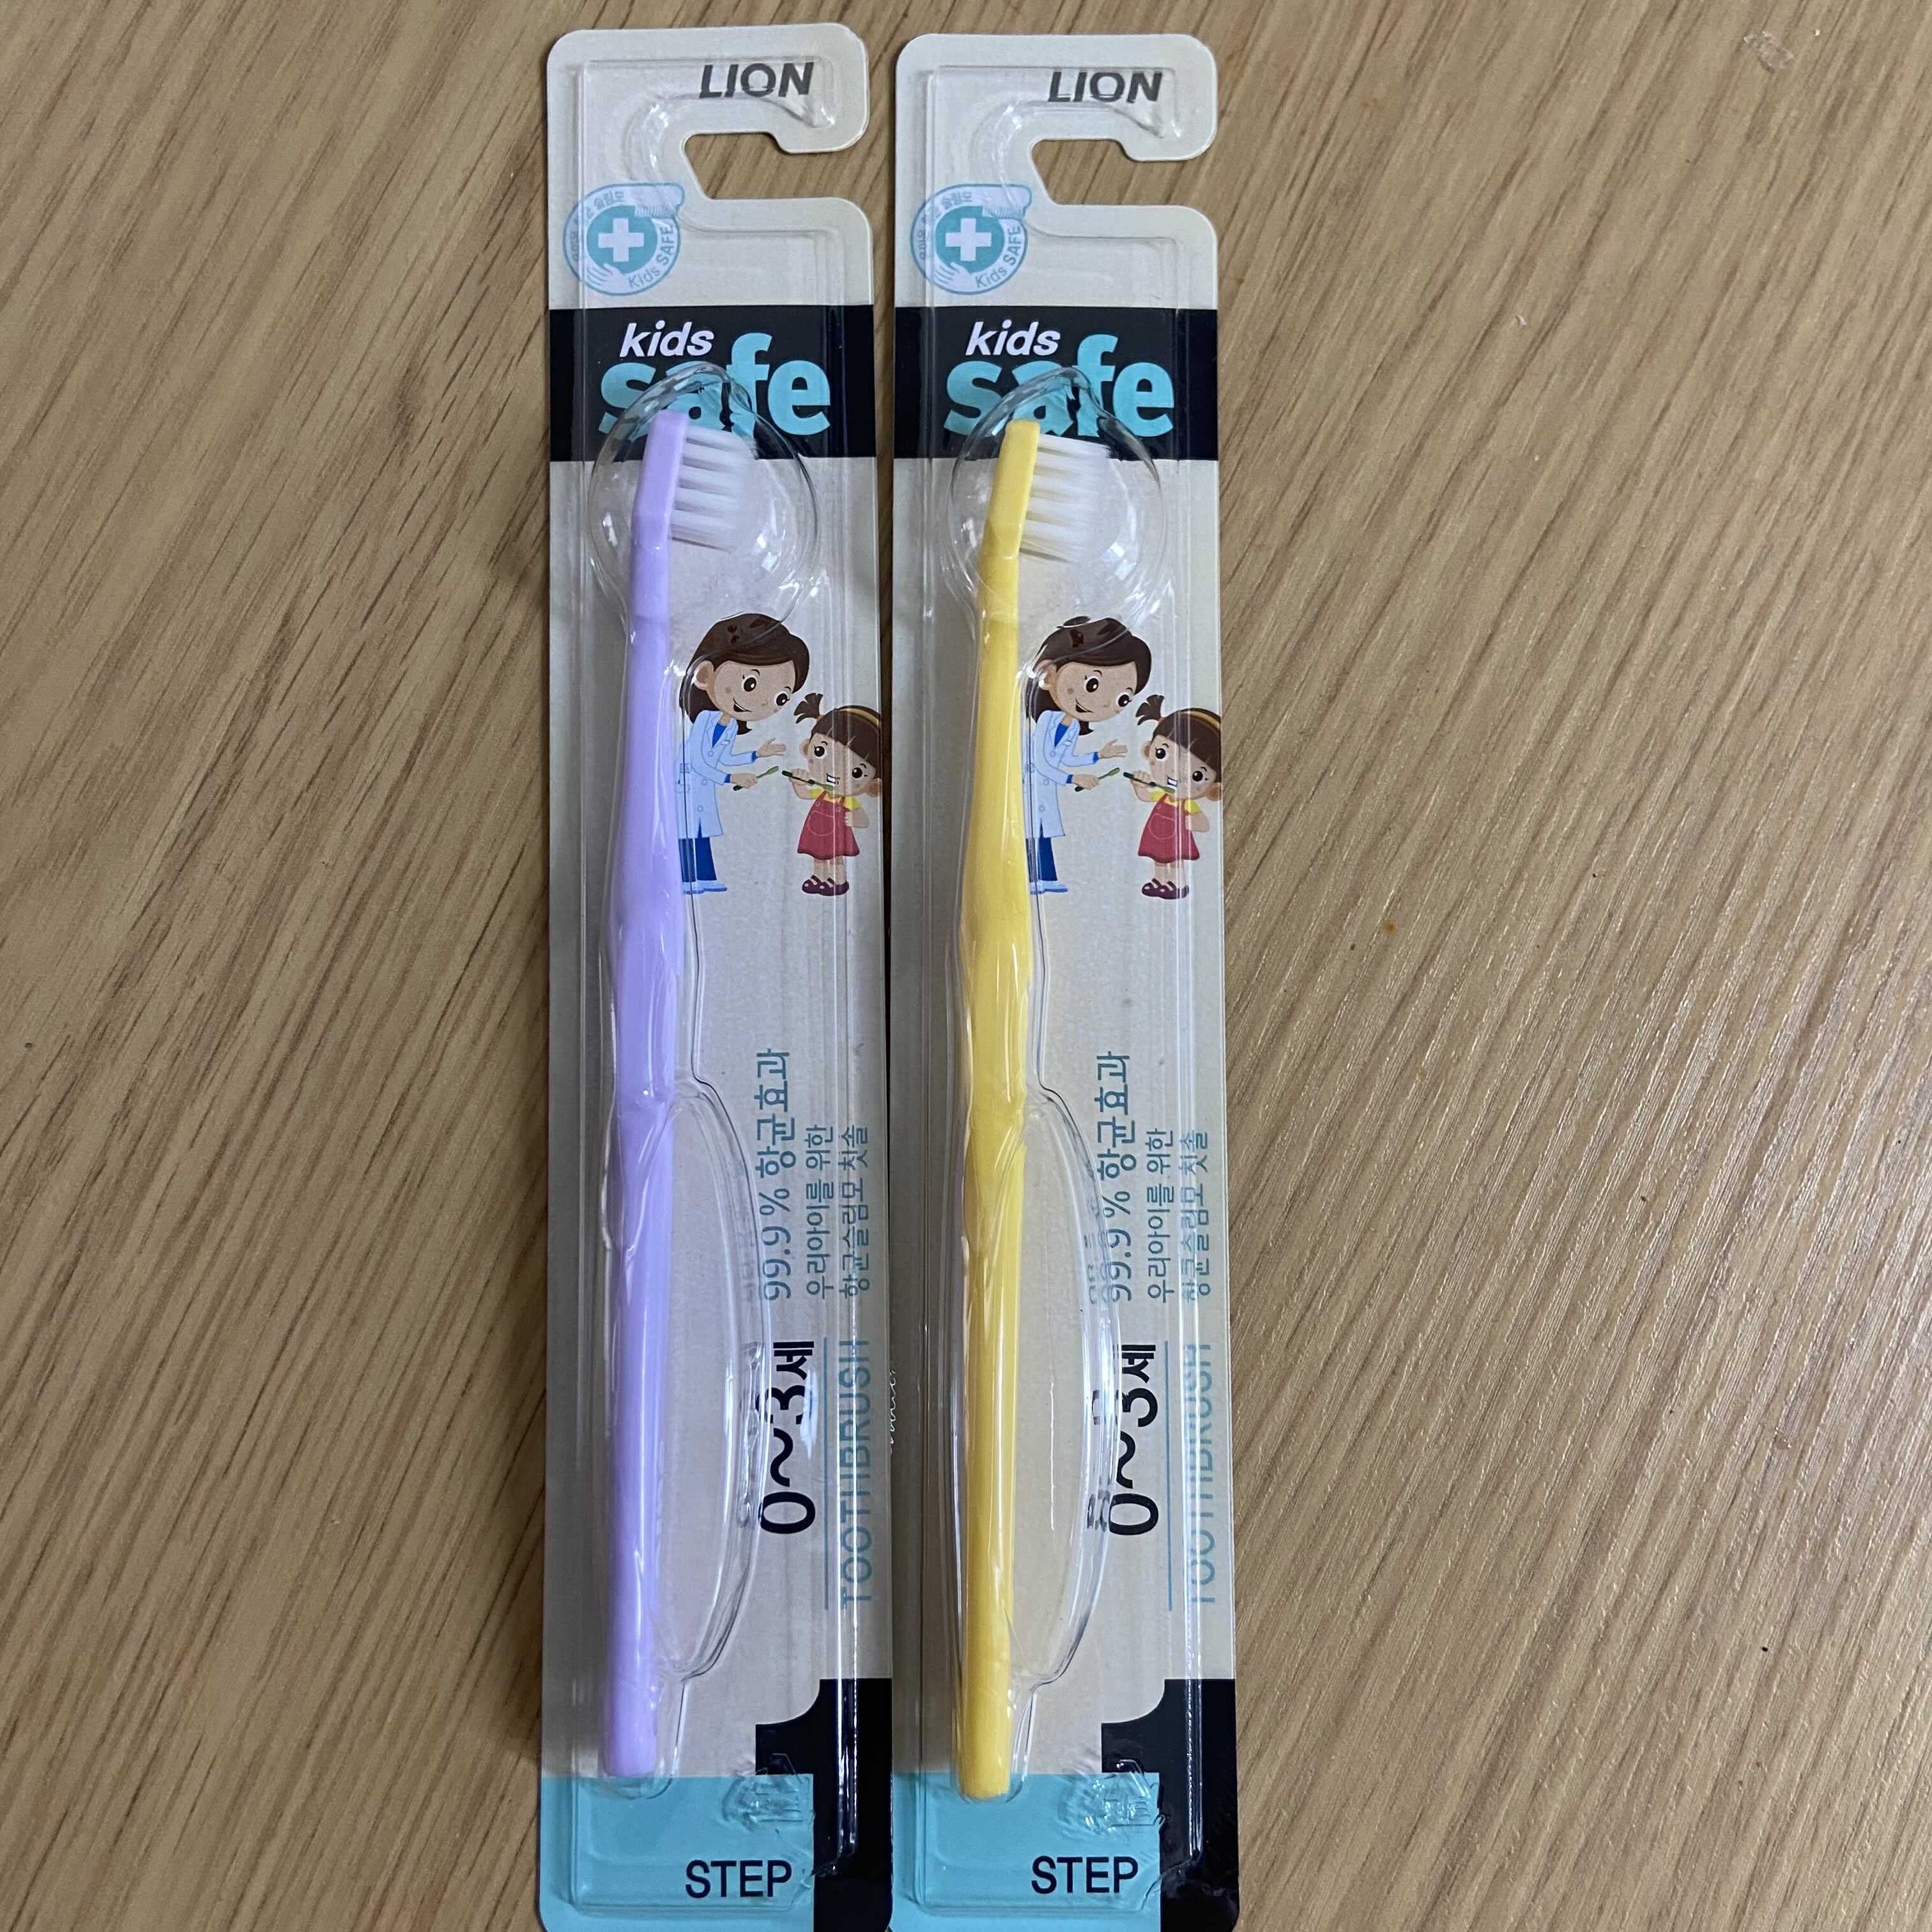 LION
Kids SAFE
kids
safe
99.9% 항균효과
우리아이를 위한
항균슬림모 칫솔
0~3세
TOOTHBRUSH
STEP 1
LION
Kids SAFE
kids
safe
99.9% 항균효과
우리아이를 위한
항균슬림모 칫솔
0~3세
TOOTHBRUSH
STEP 1